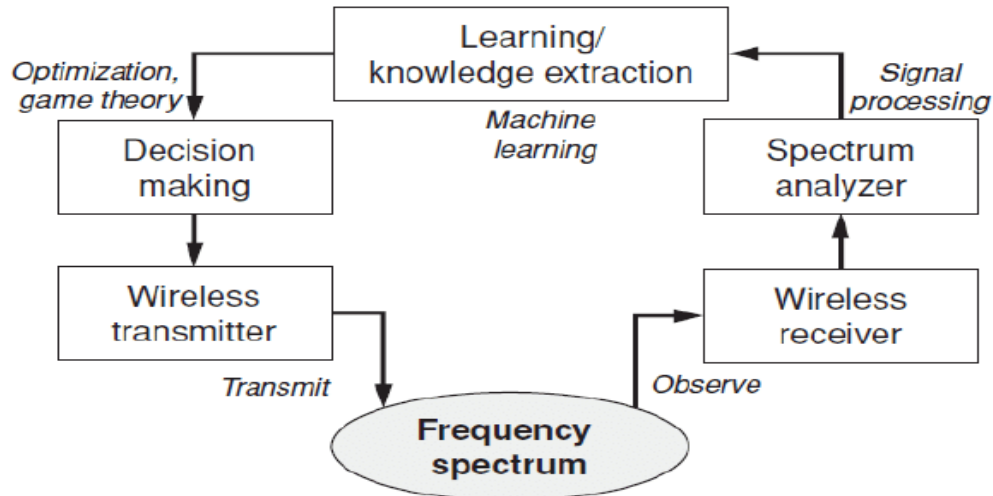 Learning/
knowledge extraction
Optimization,
game theory
Machine
learning
Signal
processing
Decision
making
Spectrum
analyzer
Wireless
transmitter
Wireless
receiver
Transmit
Observe
Frequency
spectrum